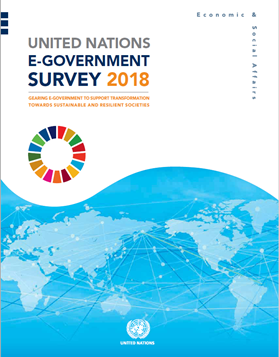 Economic &
Social Affairs
UNITED NATIONS
E-GOVERNMENT
SURVEY 2018
GEARING E-GOVERNMENT TO SUPPORT TRANSFORMATION
TOWARDS SUSTAINABLE AND RESILIENT SOCIETIES
UNITED NATIONS